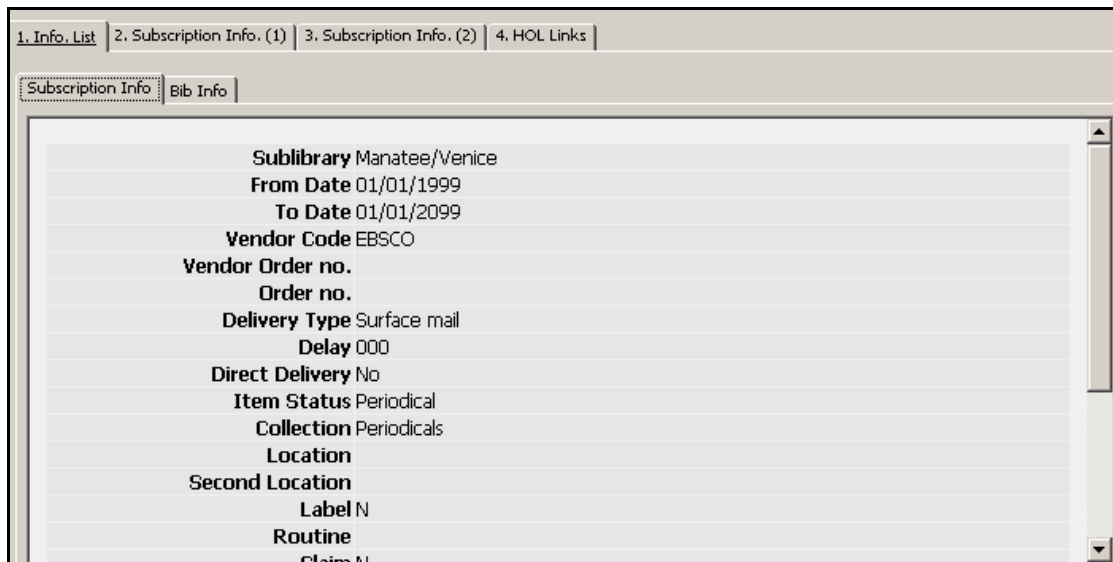 1. Info. List 2. Subscription Info. (1) 3. Subscription Info. (2) 4. HOL Links
Subscription Info Bib Info
Sublibrary Manatee/Venice
From Date 01/01/1999
To Date 01/01/2099
Vendor Code EBSCO
Vendor Order no.
Order no.
Delivery Type Surface mail
Delay 000
Direct Delivery No
Item Status Periodical
Collection Periodicals
Location
Second Location
Label N
Routine
Claim N